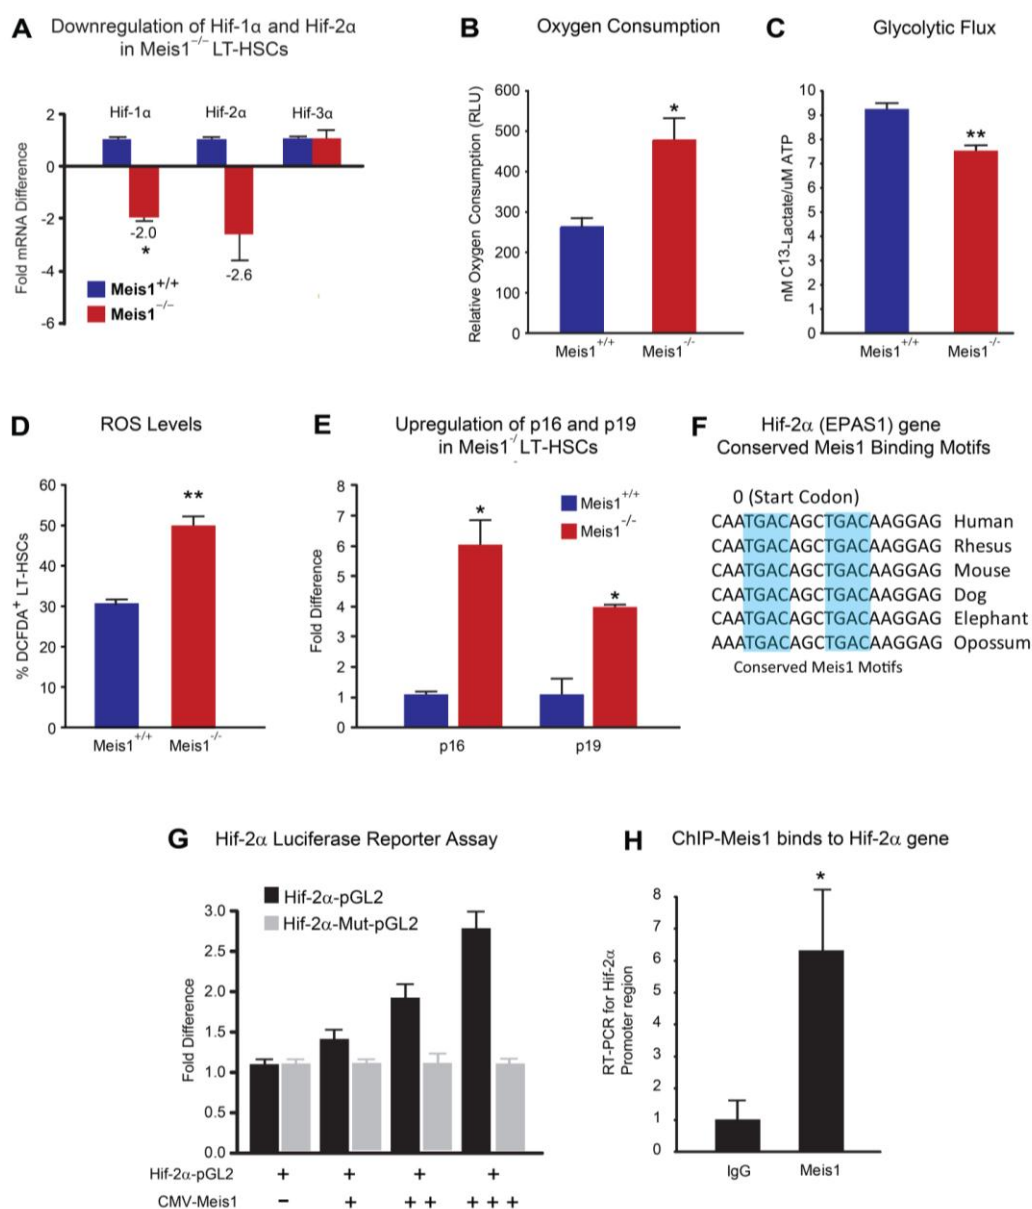 A Downregulation of Hif-1α and Hif-2α
in Meis1⁻/⁻ LT-HSCs
Hif-1α Hif-2α Hif-3α
Fold mRNA Difference
2
0
-2
-4
-6
-2.0
*
-2.6
Meis1⁺/⁺
Meis1⁻/⁻
B Oxygen Consumption
Relative Oxygen Consumption (RLU)
600
500
400
300
200
100
0
*
Meis1⁺/⁺ Meis1⁻/⁻
C Glycolytic Flux
nM C¹³-Lactate/uM ATP
10
9
8
7
6
5
4
3
2
1
0
**
Meis1⁺/⁺ Meis1⁻/⁻
D ROS Levels
% DCFDA⁺ LT-HSCs
60
50
40
30
20
10
0
**
Meis1⁺/⁺ Meis1⁻/⁻
E Upregulation of p16 and p19
in Meis1⁻/ LT-HSCs
Fold Difference
8
7
6
5
4
3
2
1
0
Meis1⁺/⁺
Meis1⁻/⁻
*
*
p16 p19
F Hif-2α (EPAS1) gene
Conserved Meis1 Binding Motifs
0 (Start Codon)
CAATGACAGCTGACAAGGAG Human
CAATGACAGCTGACAAGGAG Rhesus
CAATGACAGCTGACAAGGAG Mouse
CAATGACAGCTGACAAGGAG Dog
CAATGACAGCTGACAAGGAG Elephant
AAATGACAGCTGACAAGGAG Opossum
Conserved Meis1 Motifs
G Hif-2α Luciferase Reporter Assay
Hif-2α-pGL2
Hif-2α-Mut-pGL2
Fold Difference
3.0
2.5
2.0
1.5
1.0
0.5
0.0
Hif-2α-pGL2 + + + +
CMV-Meis1 − + + + + + +
H ChIP-Meis1 binds to Hif-2α gene
RT-PCR for Hif-2α
Promoter region
8
7
6
5
4
3
2
1
0
*
IgG Meis1